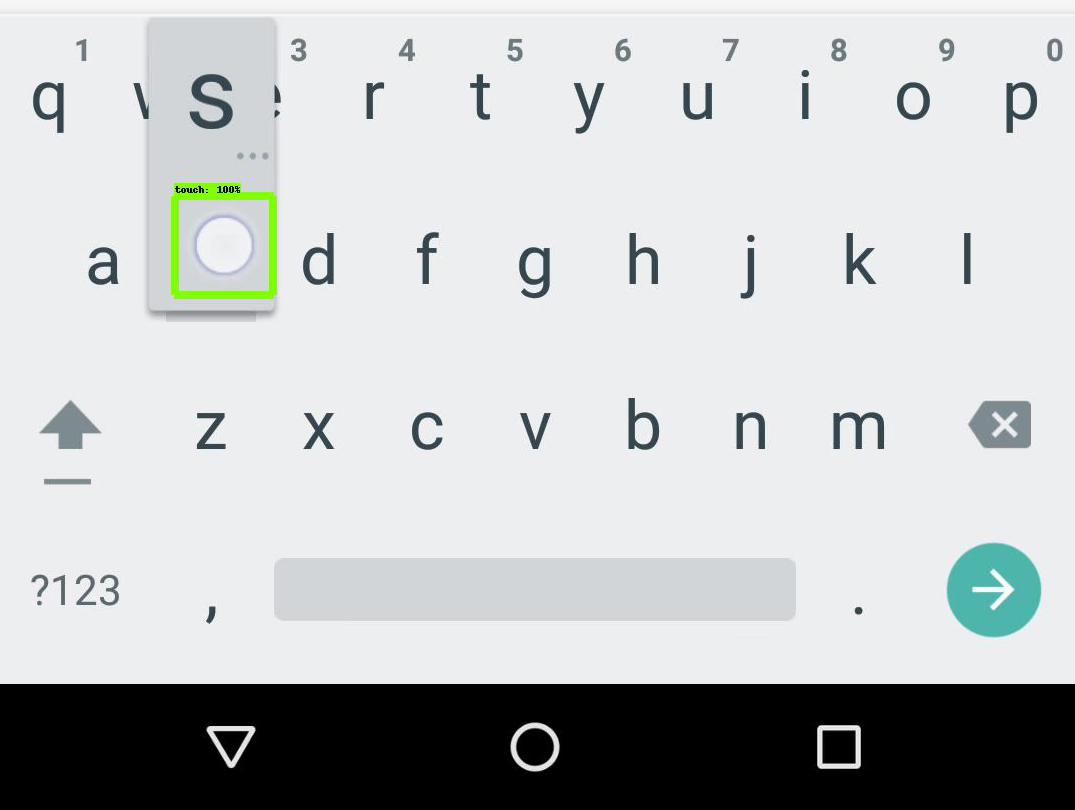 1 3 4 5 6 7 8 9 0
q w S e r t y u i o p
touch: 100%
a d f g h j k l
z x c v b n m
?123 , .